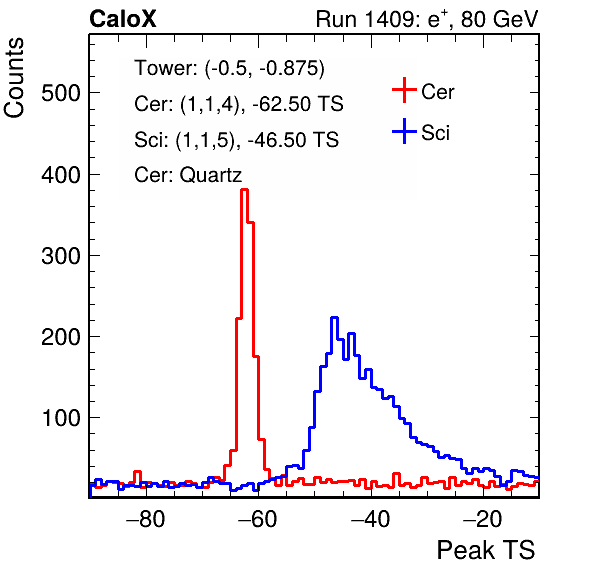 CaloX Run 1409: e⁺, 80 GeV
Counts
Tower: (-0.5, -0.875)
Cer: (1,1,4), -62.50 TS
Sci: (1,1,5), -46.50 TS
Cer: Quartz
Cer
Sci
500
400
300
200
100
−80 −60 −40 −20
Peak TS